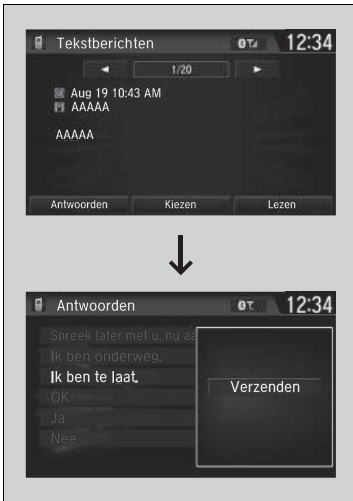 Tekstberichten
12:34
1/20
Aug 19 10:43 AM
AAAAA
AAAAA
Antwoorden Kiezen Lezen
Antwoorden
12:34
Spreek later met u, nu aa
Ik ben onderweg.
Ik ben te laat.
OK
Ja
Nee
Verzenden